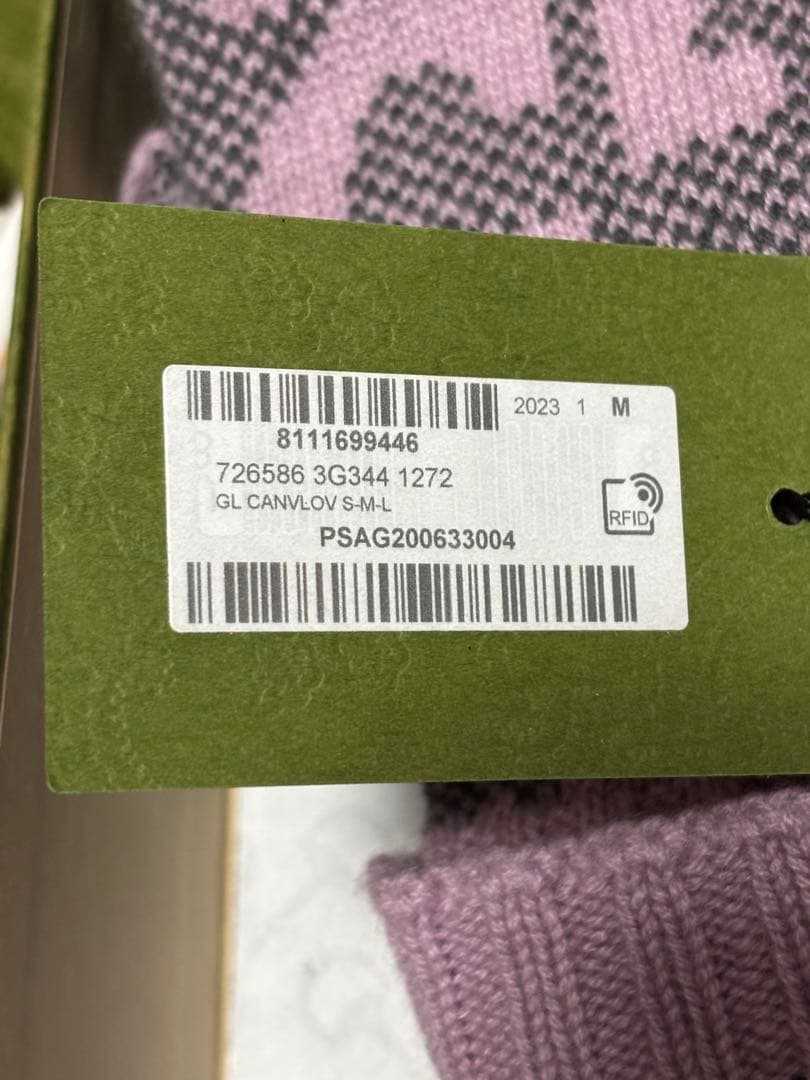 2023 1 M
8111699446
726586 3G344 1272
GL CANVLOV S-M-L
RFID
PSAG200633004